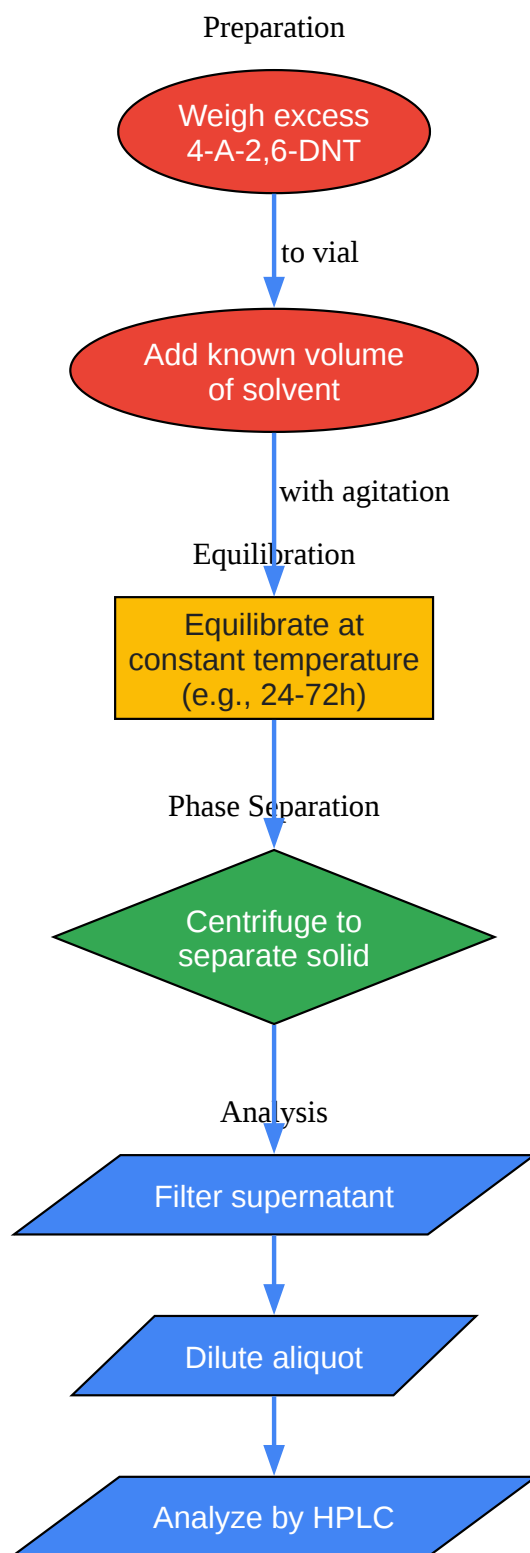 Preparation
Weigh excess
4-A-2,6-DNT
to vial
Add known volume
of solvent
with agitation
Equilibration
Equilibrate at
constant temperature
(e.g., 24-72h)
Phase Separation
Centrifuge to
separate solid
Analysis
Filter supernatant
Dilute aliquot
Analyze by HPLC